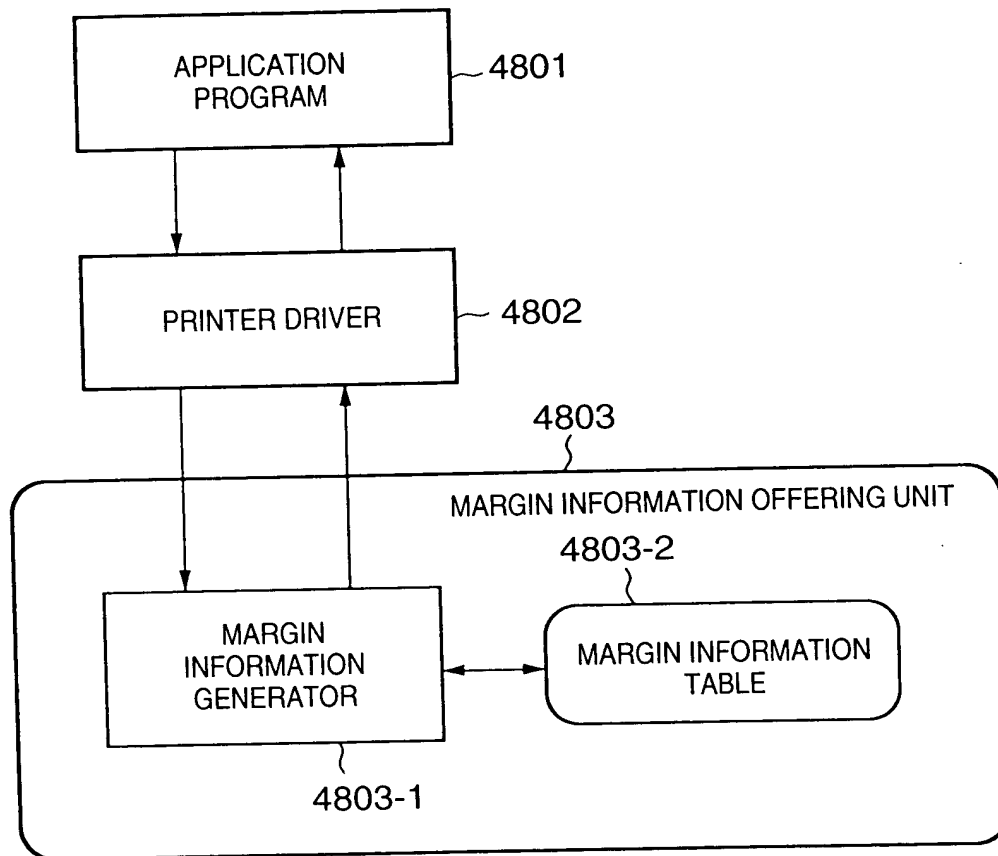 APPLICATION
PROGRAM
4801
PRINTER DRIVER
4802
4803
MARGIN INFORMATION OFFERING UNIT
4803-2
MARGIN
INFORMATION
GENERATOR
MARGIN INFORMATION
TABLE
4803-1